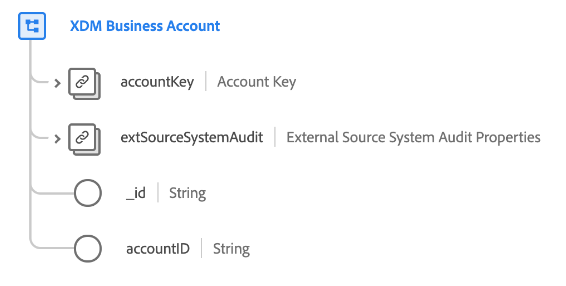 XDM Business Account
accountKey | Account Key
extSourceSystemAudit | External Source System Audit Properties
_id | String
accountID | String